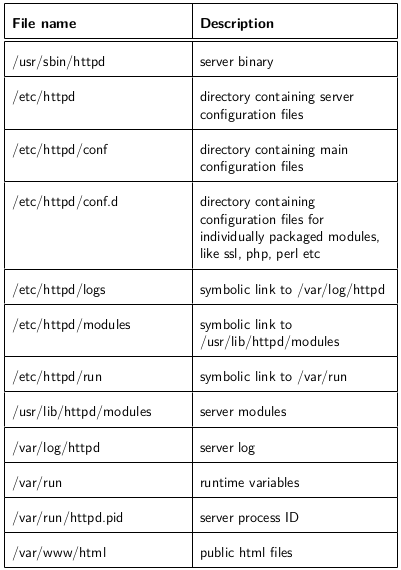 File name Description
/usr/sbin/httpd server binary
/etc/httpd directory containing server
configuration files
/etc/httpd/conf directory containing main
configuration files
/etc/httpd/conf.d directory containing
configuration files for
individually packaged modules,
like ssl, php, perl etc
/etc/httpd/logs symbolic link to /var/log/httpd
/etc/httpd/modules symbolic link to
/usr/lib/httpd/modules
/etc/httpd/run symbolic link to /var/run
/usr/lib/httpd/modules server modules
/var/log/httpd server log
/var/run runtime variables
/var/run/httpd.pid server process ID
/var/www/html public html files